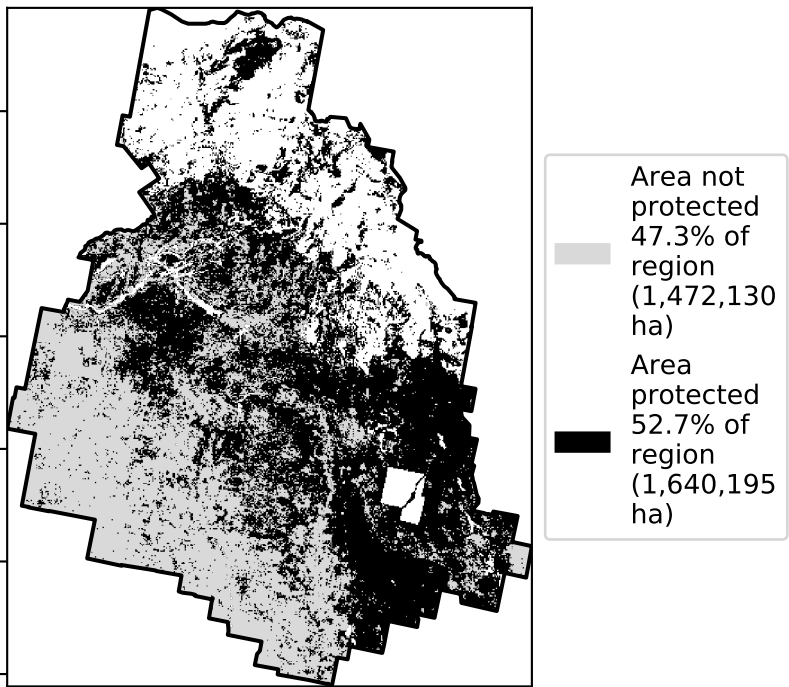 Area not
protected
47.3% of
region
(1,472,130
ha)
Area
protected
52.7% of
region
(1,640,195
ha)